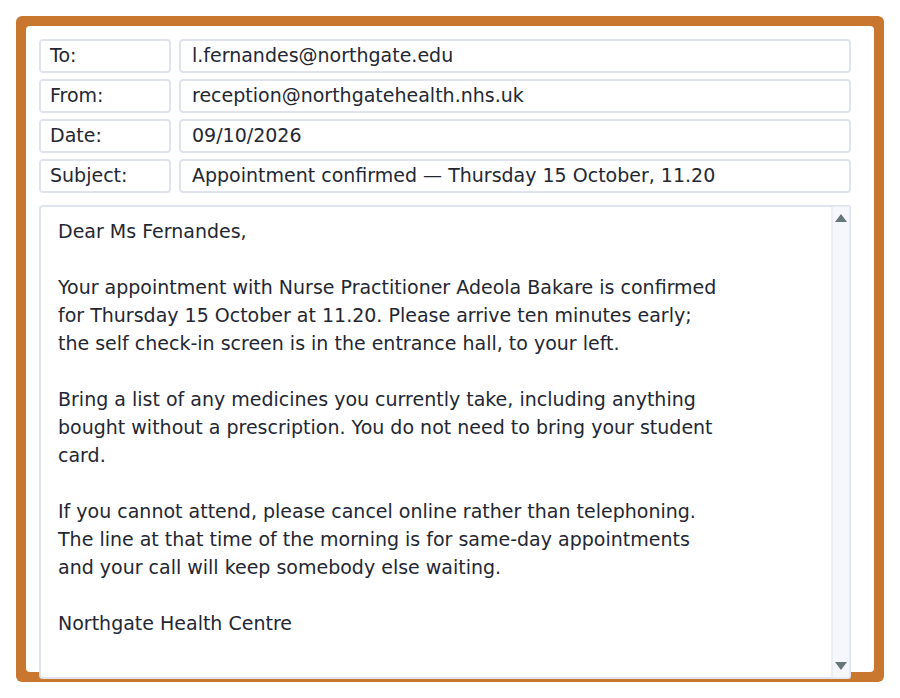 To: l.fernandes@northgate.edu
From: reception@northgatehealth.nhs.uk
Date: 09/10/2026
Subject: Appointment confirmed — Thursday 15 October, 11.20
Dear Ms Fernandes,
Your appointment with Nurse Practitioner Adeola Bakare is confirmed
for Thursday 15 October at 11.20. Please arrive ten minutes early;
the self check-in screen is in the entrance hall, to your left.
Bring a list of any medicines you currently take, including anything
bought without a prescription. You do not need to bring your student
card.
If you cannot attend, please cancel online rather than telephoning.
The line at that time of the morning is for same-day appointments
and your call will keep somebody else waiting.
Northgate Health Centre